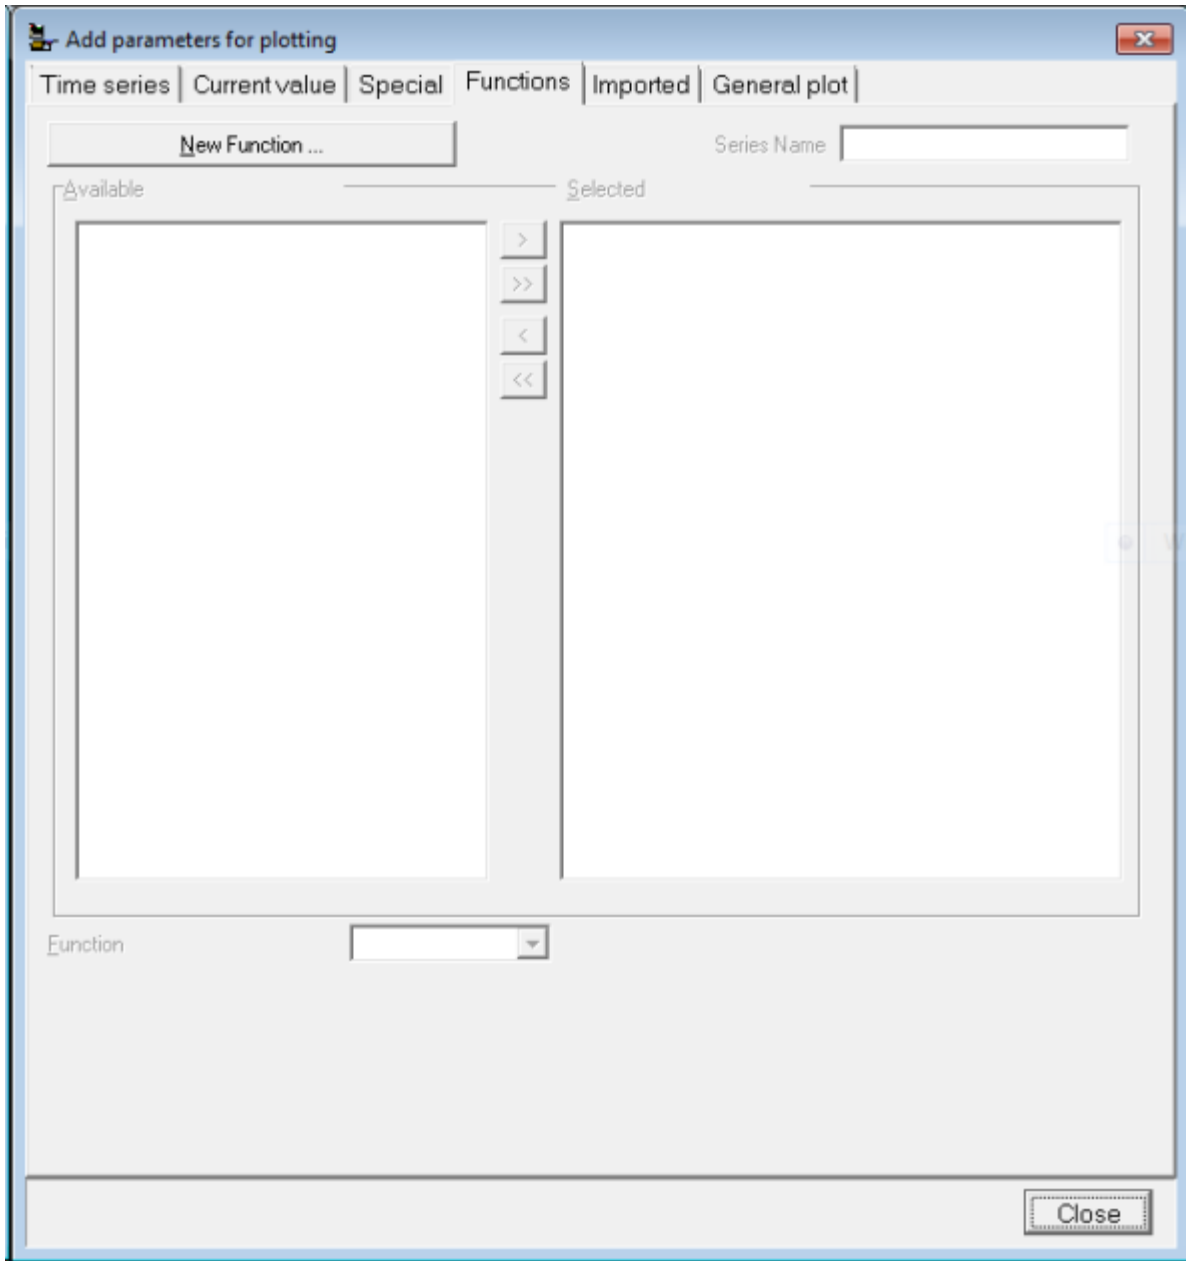 Add parameters for plotting
Time series Current value Special Functions Imported General plot
New Function ... Series Name
Available Selected
>
>>
<
<<
W
Function
Close